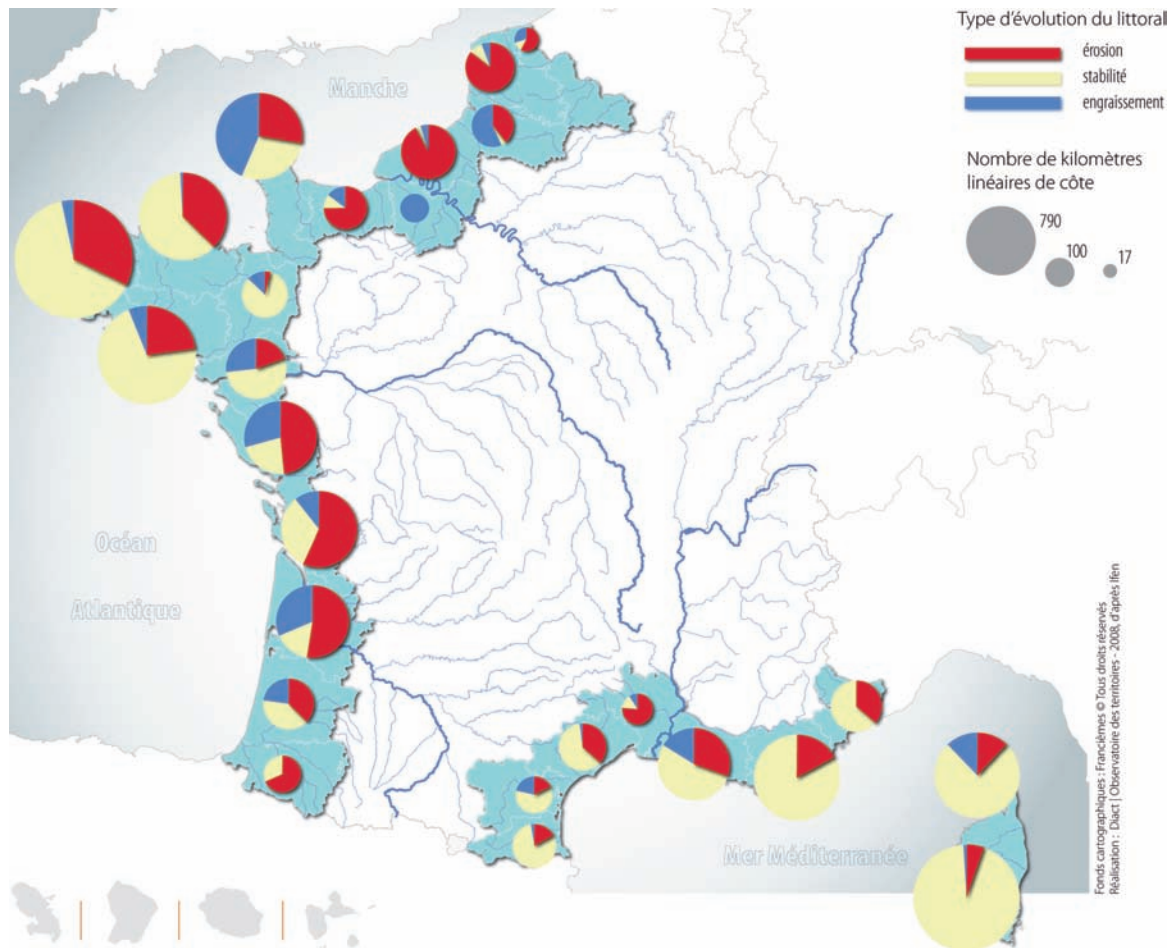 Type d'évolution du littoral
érosion
stabilité
engraissement
Nombre de kilomètres
linéaires de côte
790
100
17
Manche
Océan
Atlantique
Mer Méditerranée
Fonds cartographiques : Francièmes © Tous droits réservés
Réalisation : Diact | Observatoire des territoires - 2008, d'après Ifen